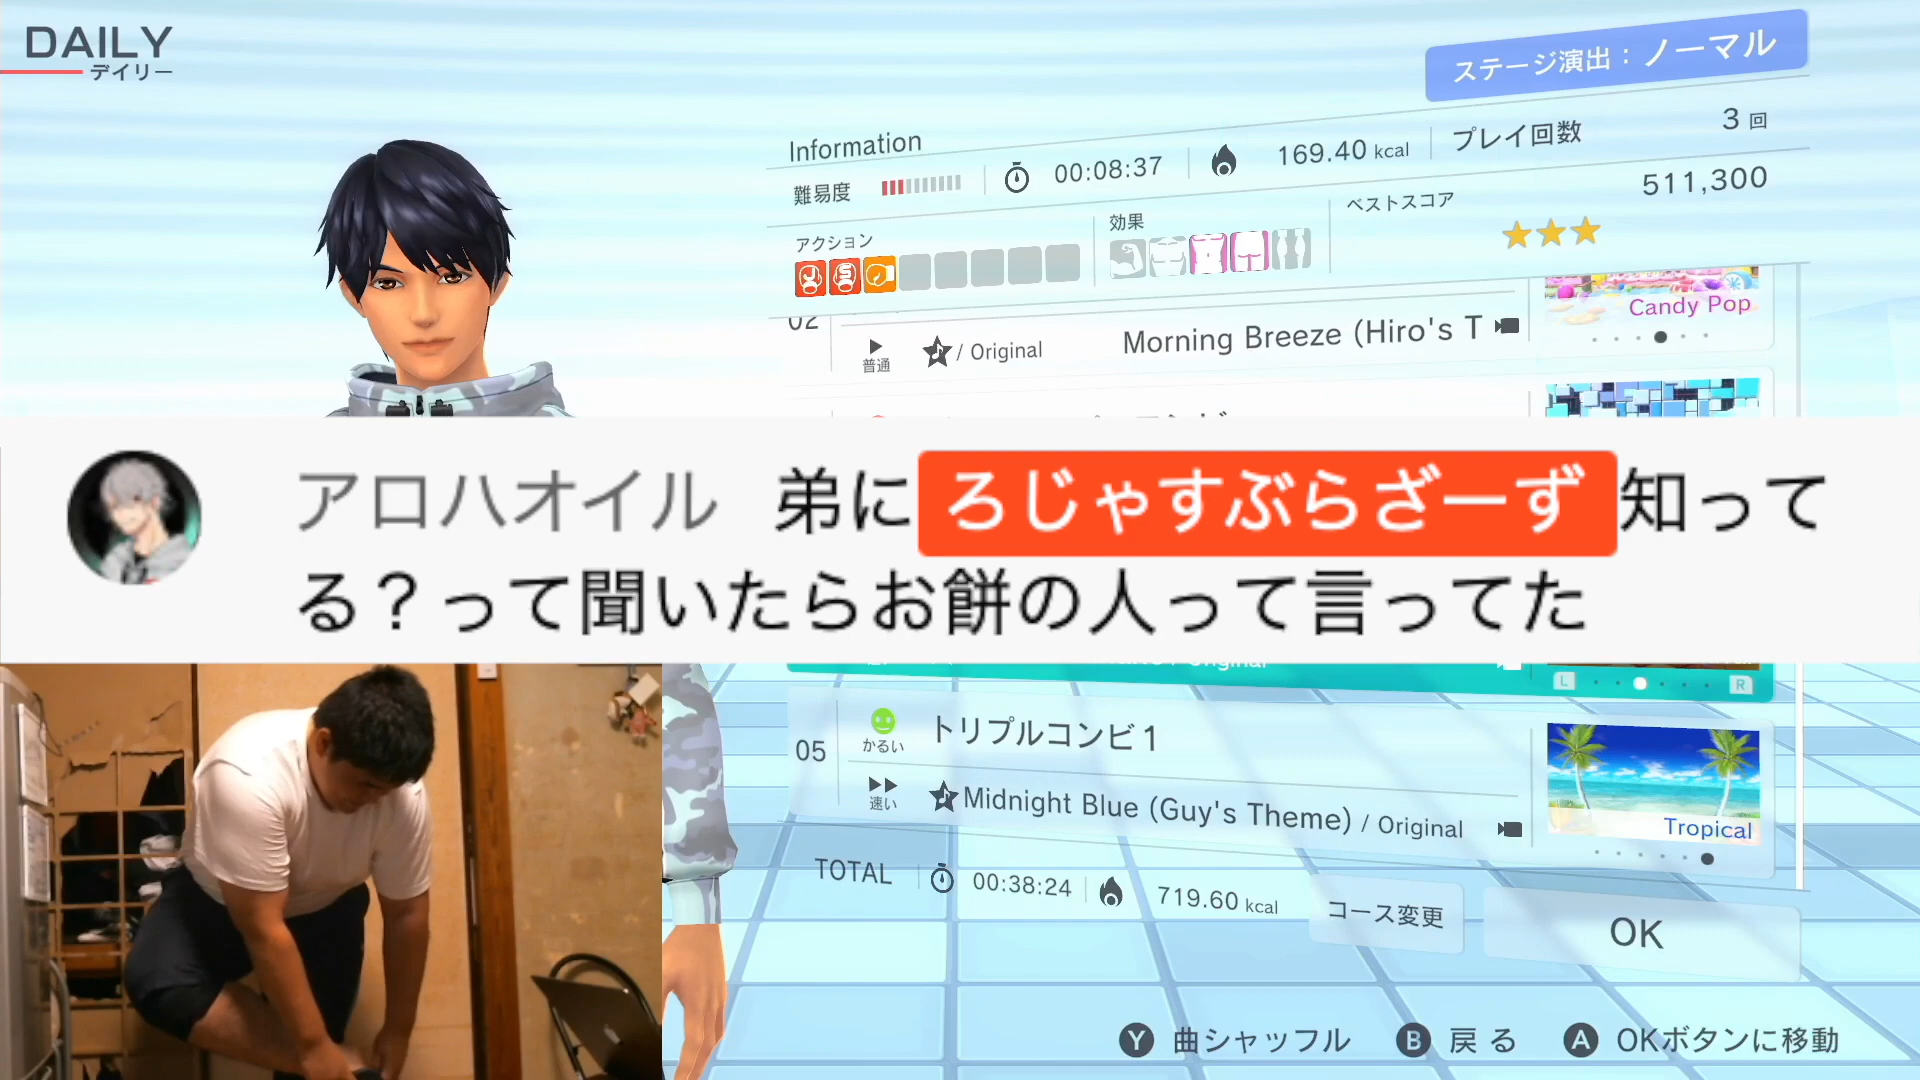 DAILY
デイリー
ステージ演出：ノーマル
Information
難易度
00:08:37
169.40 kcal
プレイ回数
3 回
アクション
効果
ベストスコア
511,300
02
普通
/ Original
Morning Breeze (Hiro's T
Candy Pop
アロハオイル 弟にろじゃすぶらざーず知って
る？って聞いたらお餅の人って言ってた
L
R
05
かるい
トリプルコンビ 1
速い
Midnight Blue (Guy's Theme) / Original
Tropical
TOTAL
00:38:24
719.60 kcal
コース変更
OK
Y 曲シャッフル
B 戻る
A OKボタンに移動